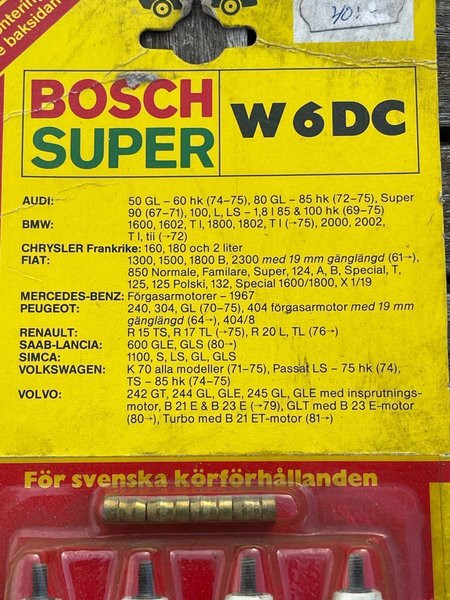 ntering
e baksidan
40:-
BOSCH
SUPER
W6DC
AUDI: 50 GL – 60 hk (74–75), 80 GL – 85 hk (72–75), Super
90 (67–71), 100, L, LS – 1,8 l 85 & 100 hk (69–75)
BMW: 1600, 1602, T I, 1800, 1802, T I (→75), 2000, 2002,
T I, tii (→72)
CHRYSLER Frankrike: 160, 180 och 2 liter
FIAT: 1300, 1500, 1800 B, 2300 med 19 mm gänglängd (61→),
850 Normale, Familare, Super, 124, A, B, Special, T,
125, 125 Polski, 132, Special 1600/1800, X 1/19
MERCEDES-BENZ: Förgasarmotorer – 1967
PEUGEOT: 240, 304, GL (70–75), 404 förgasarmotor med 19 mm
gänglängd (64→), 404/8
RENAULT: R 15 TS, R 17 TL (→75), R 20 L, TL (76→)
SAAB-LANCIA: 600 GLE, GLS (80→)
SIMCA: 1100, S, LS, GL, GLS
VOLKSWAGEN: K 70 alla modeller (71–75), Passat LS – 75 hk (74),
TS – 85 hk (74–75)
VOLVO: 242 GT, 244 GL, GLE, 245 GL, GLE med insprutnings-
motor, B 21 E & B 23 E (→79), GLT med B 23 E-motor
(80→), Turbo med B 21 ET-motor (81→)
För svenska körförhållanden